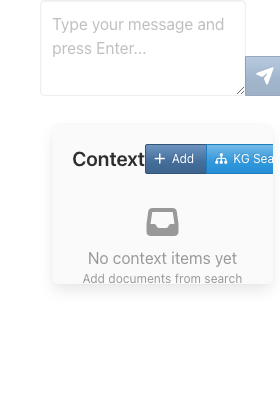 Type your message and
press Enter...
Context
Add
KG Sea
No context items yet
Add documents from search